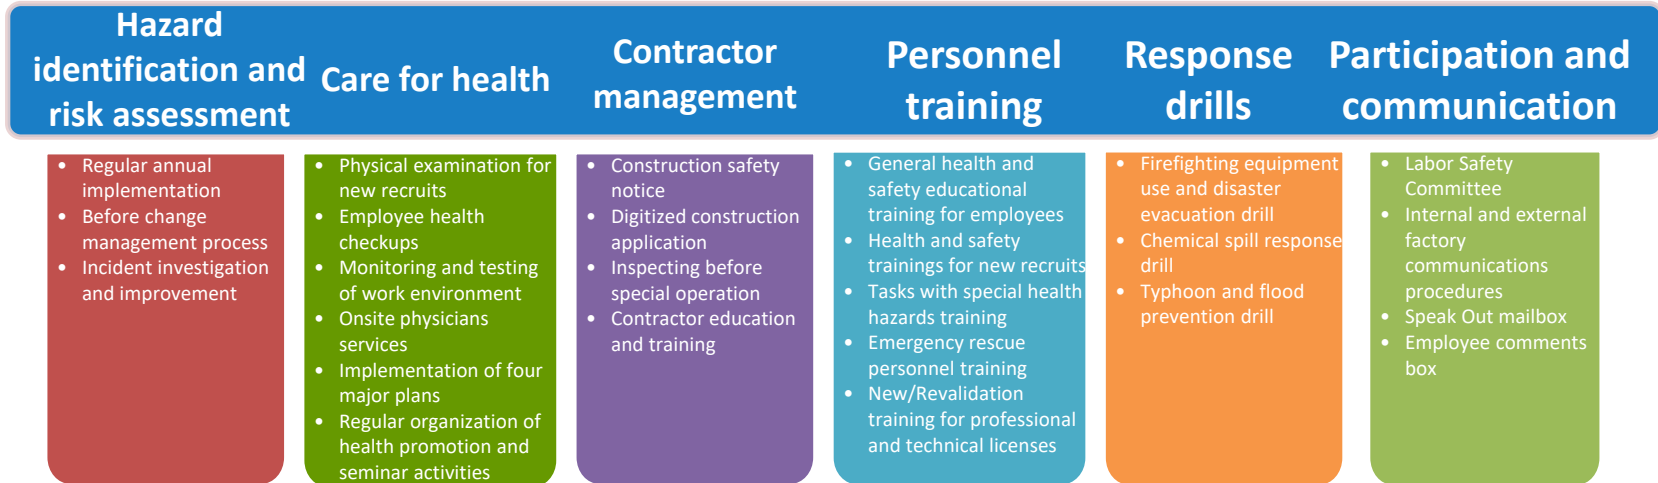 Hazard
identification and
risk assessment
Care for health
Contractor
management
Personnel
training
Response
drills
Participation and
communication
• Regular annual
implementation
• Before change
management process
• Incident investigation
and improvement
• Physical examination for
new recruits
• Employee health
checkups
• Monitoring and testing
of work environment
• Onsite physicians
services
• Implementation of four
major plans
• Regular organization of
health promotion and
seminar activities
• Construction safety
notice
• Digitized construction
application
• Inspecting before
special operation
• Contractor education
and training
• General health and
safety educational
training for employees
• Health and safety
trainings for new recruits
• Tasks with special health
hazards training
• Emergency rescue
personnel training
• New/Revalidation
training for professional
and technical licenses
• Firefighting equipment
use and disaster
evacuation drill
• Chemical spill response
drill
• Typhoon and flood
prevention drill
• Labor Safety
Committee
• Internal and external
factory
communications
procedures
• Speak Out mailbox
• Employee comments
box